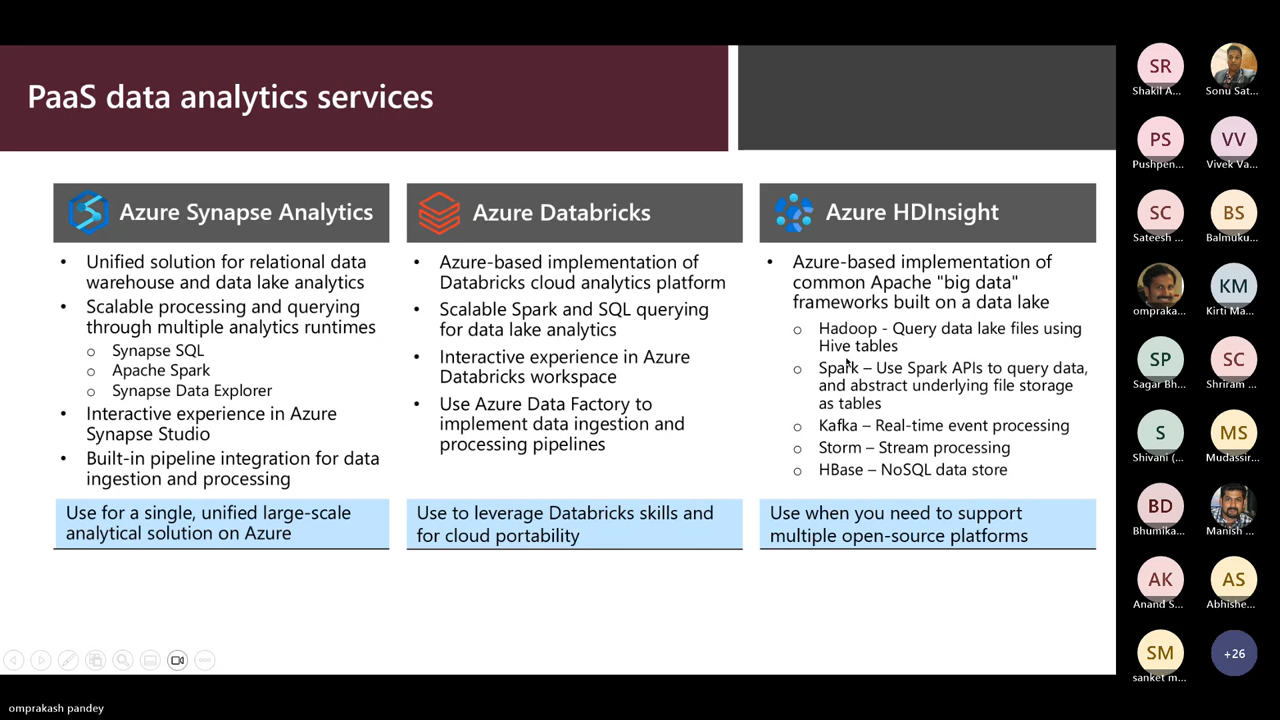 PaaS data analytics services
Azure Synapse Analytics
• Unified solution for relational data
warehouse and data lake analytics
• Scalable processing and querying
through multiple analytics runtimes
o Synapse SQL
o Apache Spark
o Synapse Data Explorer
• Interactive experience in Azure
Synapse Studio
• Built-in pipeline integration for data
ingestion and processing
Use for a single, unified large-scale
analytical solution on Azure
Azure Databricks
• Azure-based implementation of
Databricks cloud analytics platform
• Scalable Spark and SQL querying
for data lake analytics
• Interactive experience in Azure
Databricks workspace
• Use Azure Data Factory to
implement data ingestion and
processing pipelines
Use to leverage Databricks skills and
for cloud portability
Azure HDInsight
• Azure-based implementation of
common Apache "big data"
frameworks built on a data lake
o Hadoop - Query data lake files using
Hive tables
o Spark – Use Spark APIs to query data,
and abstract underlying file storage
as tables
o Kafka – Real-time event processing
o Storm – Stream processing
o HBase – NoSQL data store
Use when you need to support
multiple open-source platforms
SR
Shakil A...
Sonu Sat...
PS
Pushpen...
VV
Vivek Va...
SC
Sateesh ...
BS
Balmuku...
ompraka...
KM
Kirti Ma...
SP
Sagar Bh...
SC
Shriram ...
S
Shivani (...
MS
Mudassir...
BD
Bhumika...
Manish ...
AK
Anand S...
AS
Abhishe...
SM
sanket m...
+26
omprakash pandey